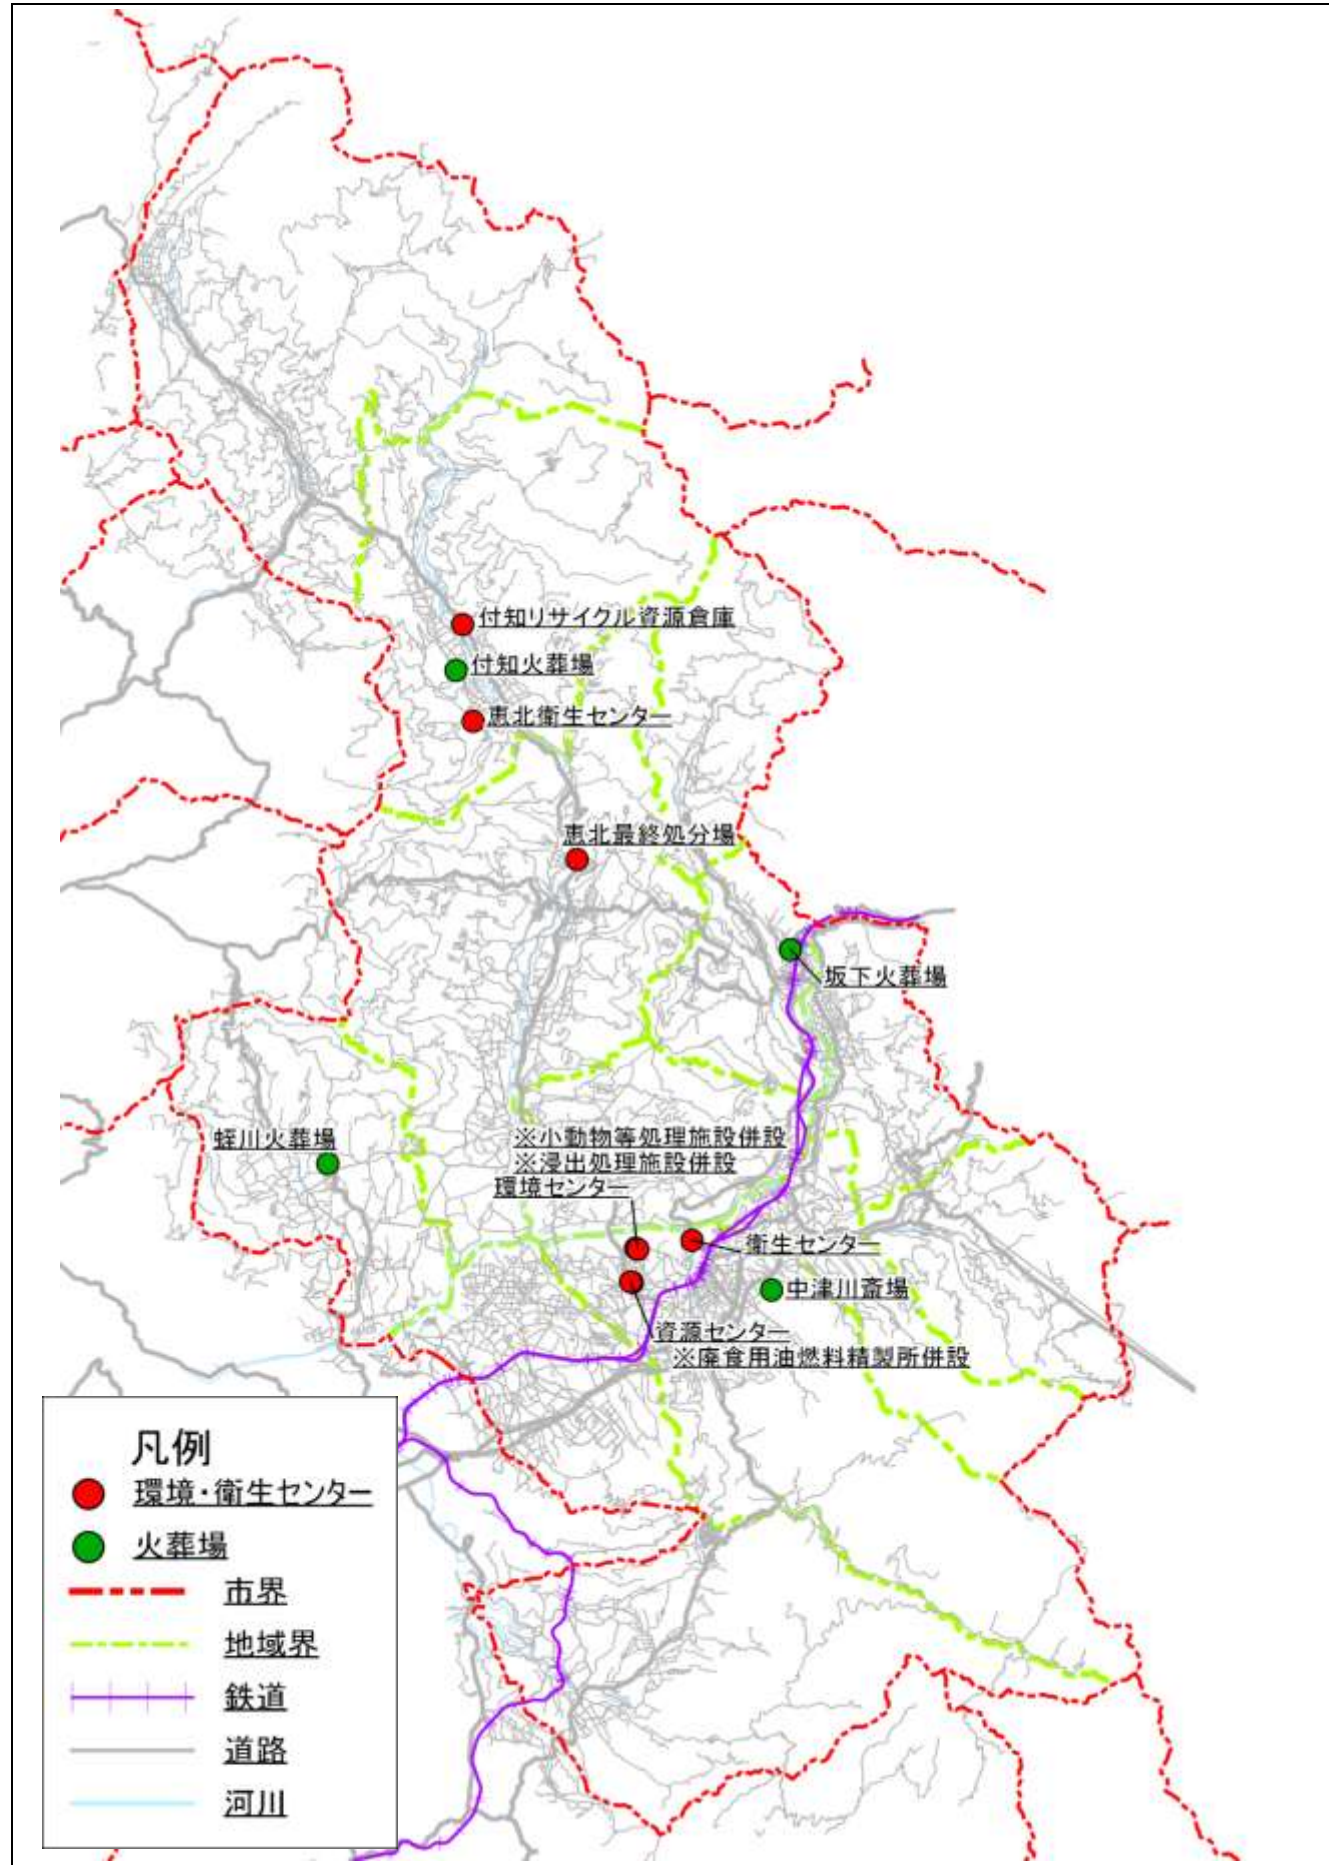 付知リサイクル資源倉庫
付知火葬場
恵北衛生センター
恵北最終処分場
坂下火葬場
蛭川火葬場
※小動物等処理施設併設
※浸出処理施設併設
環境センター
衛生センター
中津川斎場
資源センター
※廃食用油燃料精製所併設
凡例
環境・衛生センター
火葬場
市界
地域界
鉄道
道路
河川